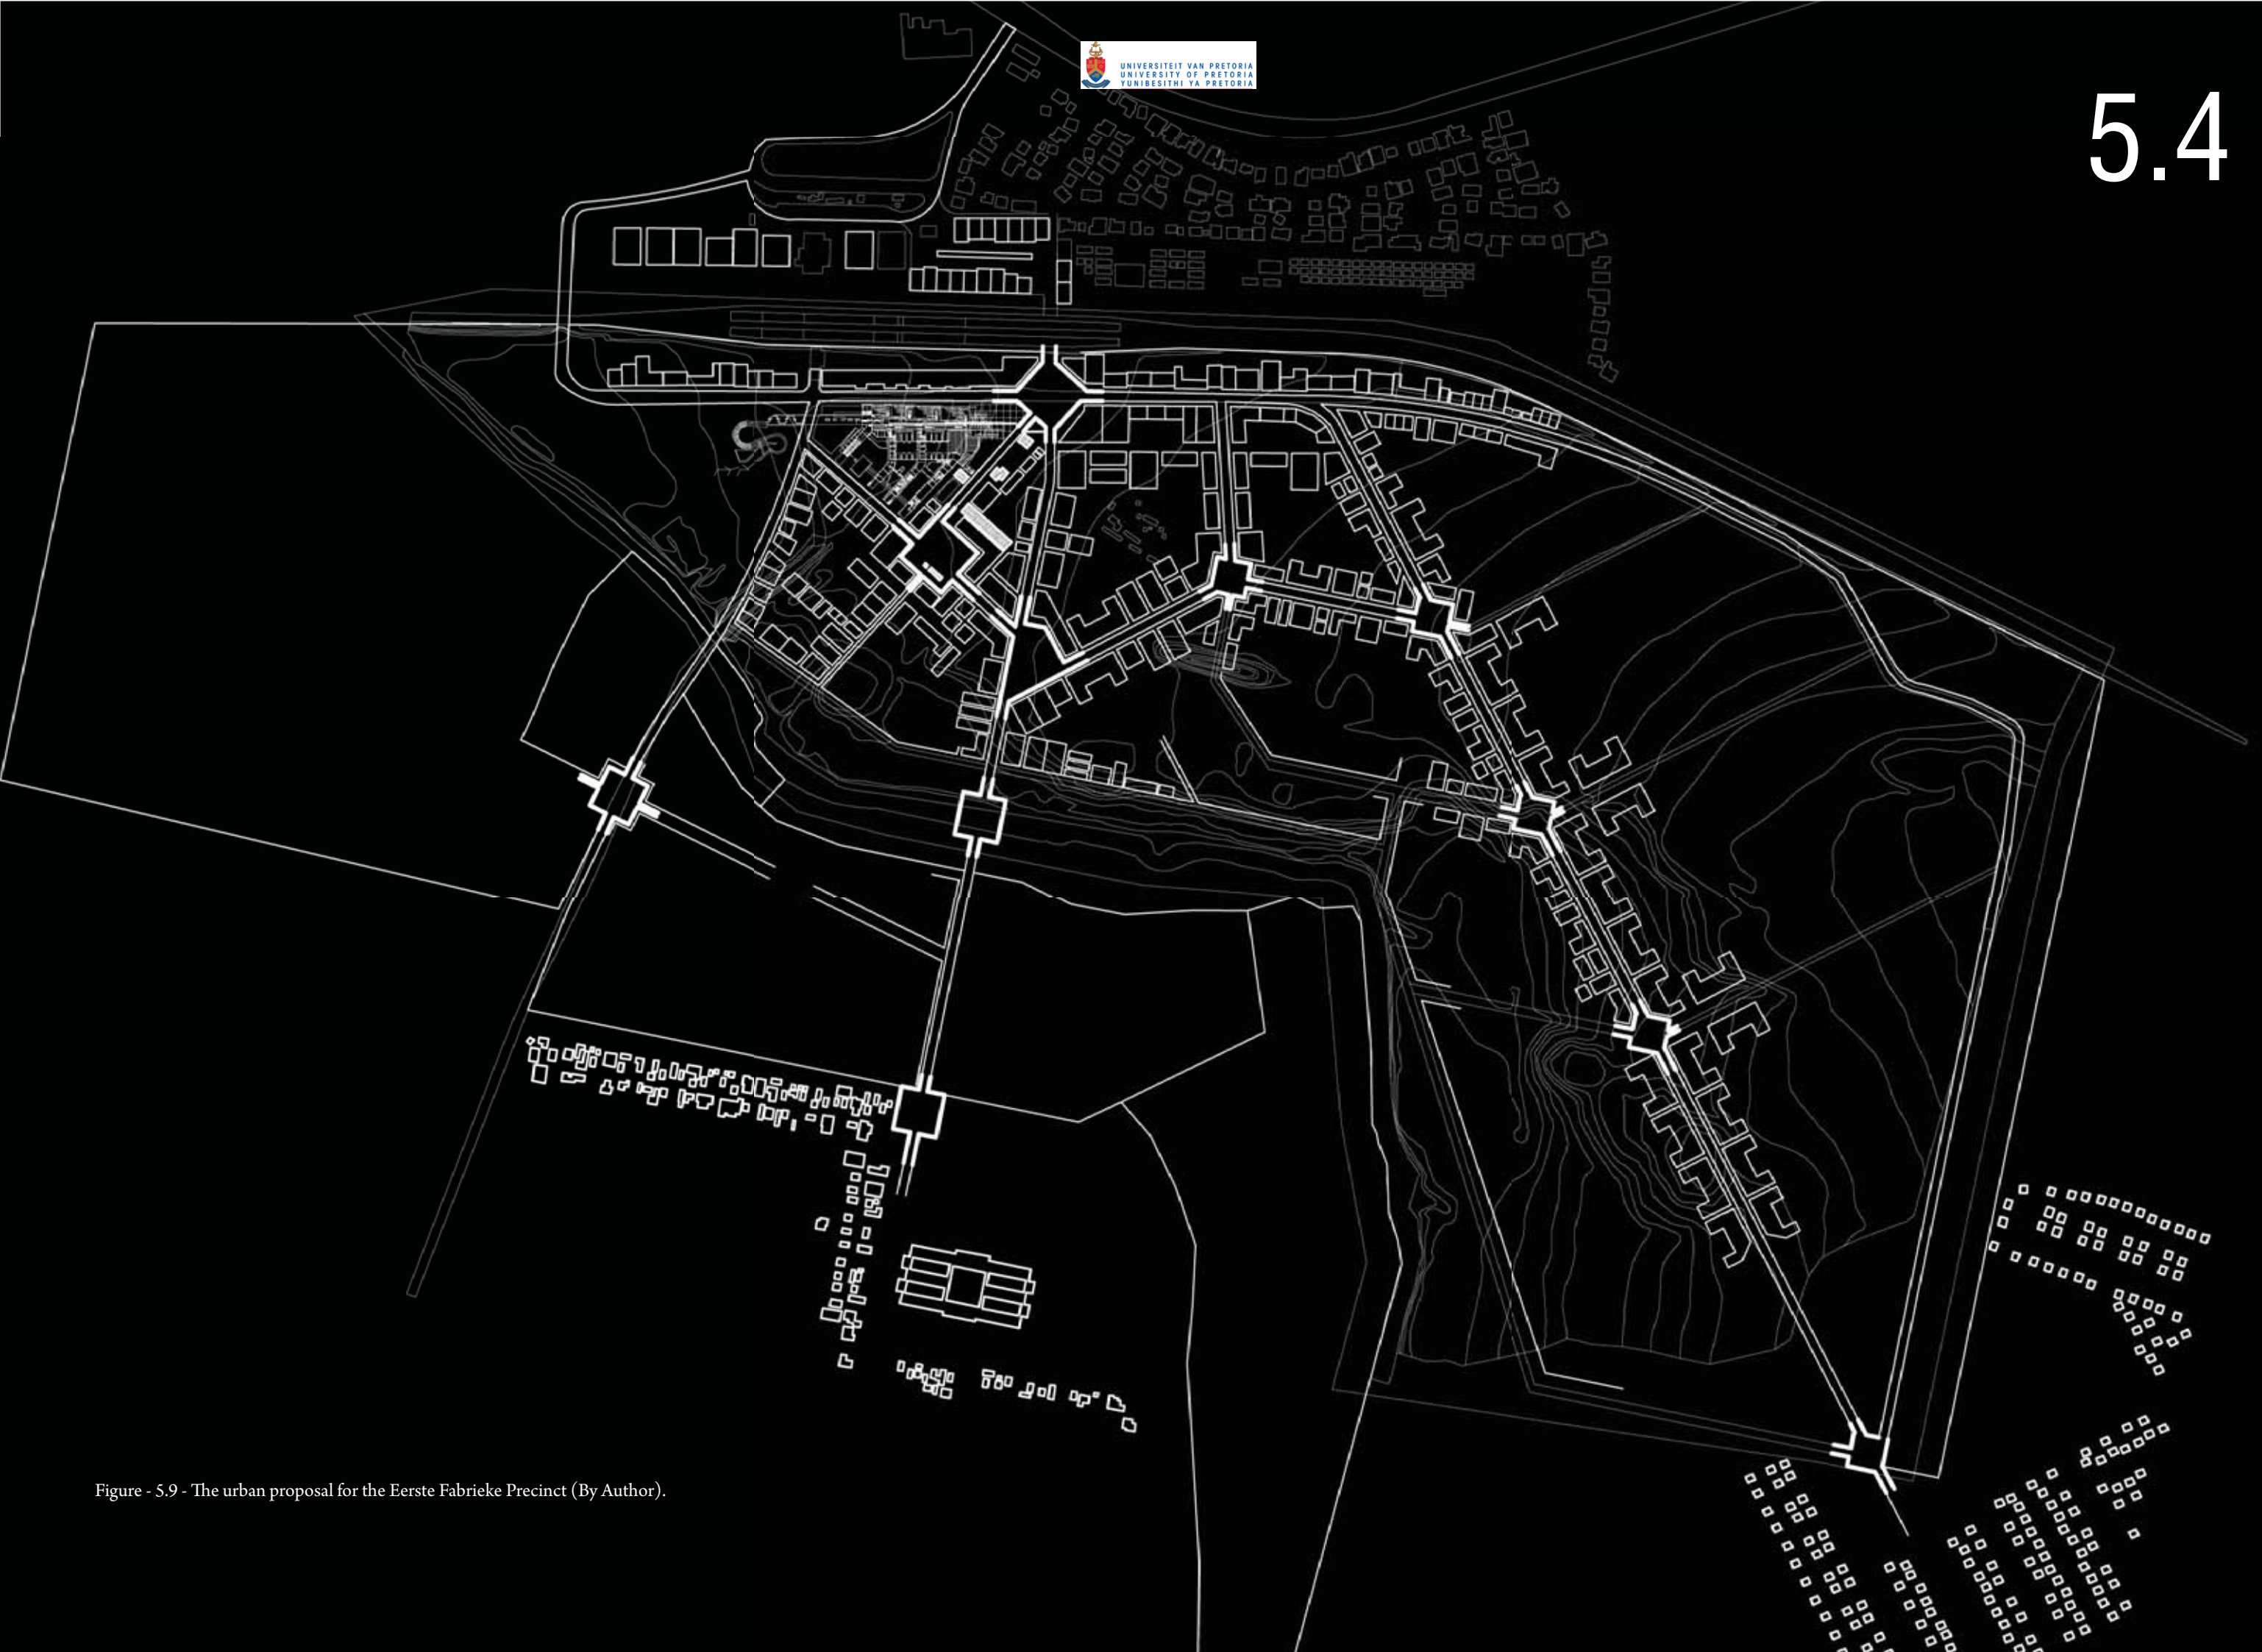 UNIVERSITEIT VAN PRETORIA
UNIVERSITY OF PRETORIA
YUNIBESITHI YA PRETORIA
5.4
Figure - 5.9 - The urban proposal for the Eerste Fabrieke Precinct (By Author).